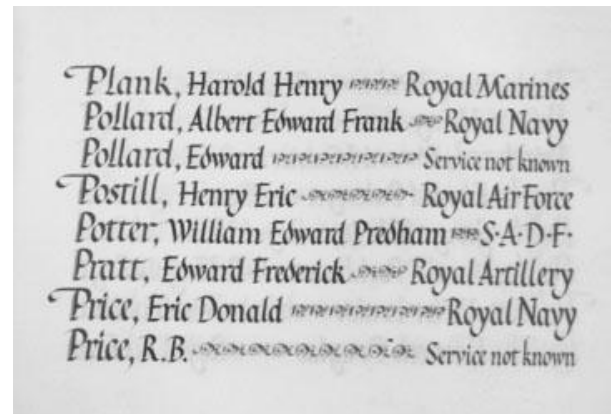 Plank, Harold Henry Royal Marines
Pollard, Albert Edward Frank Royal Navy
Pollard, Edward Service not known
Postill, Henry Eric Royal Air Force
Potter, William Edward Predham S·A·D·F·
Pratt, Edward Frederick Royal Artillery
Price, Eric Donald Royal Navy
Price, R.B. Service not known